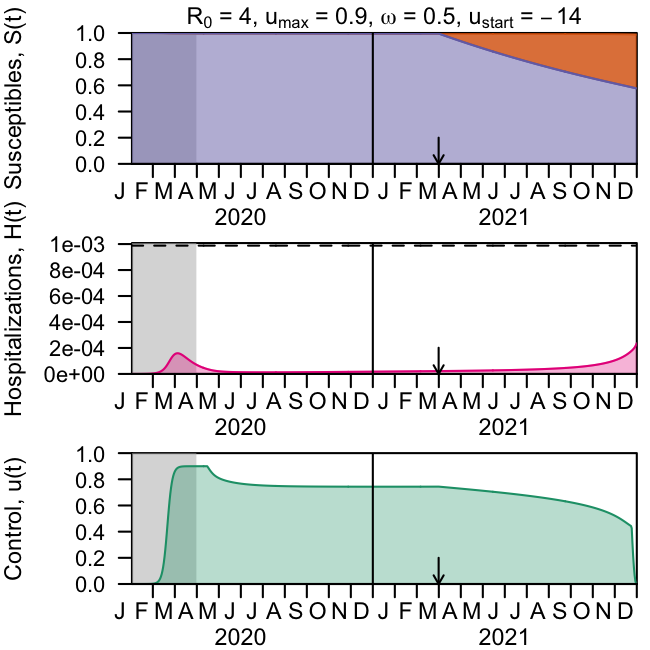 R₀ = 4, uₘₐₓ = 0.9, ω = 0.5, uₛₜₐᵣₜ = − 14
Susceptibles, S(t)
1.0
0.8
0.6
0.4
0.2
0.0
J F M A M J J A S O N D J F M A M J J A S O N D
2020 2021
Hospitalizations, H(t)
1e-03
8e-04
6e-04
4e-04
2e-04
0e+00
J F M A M J J A S O N D J F M A M J J A S O N D
2020 2021
Control, u(t)
1.0
0.8
0.6
0.4
0.2
0.0
J F M A M J J A S O N D J F M A M J J A S O N D
2020 2021